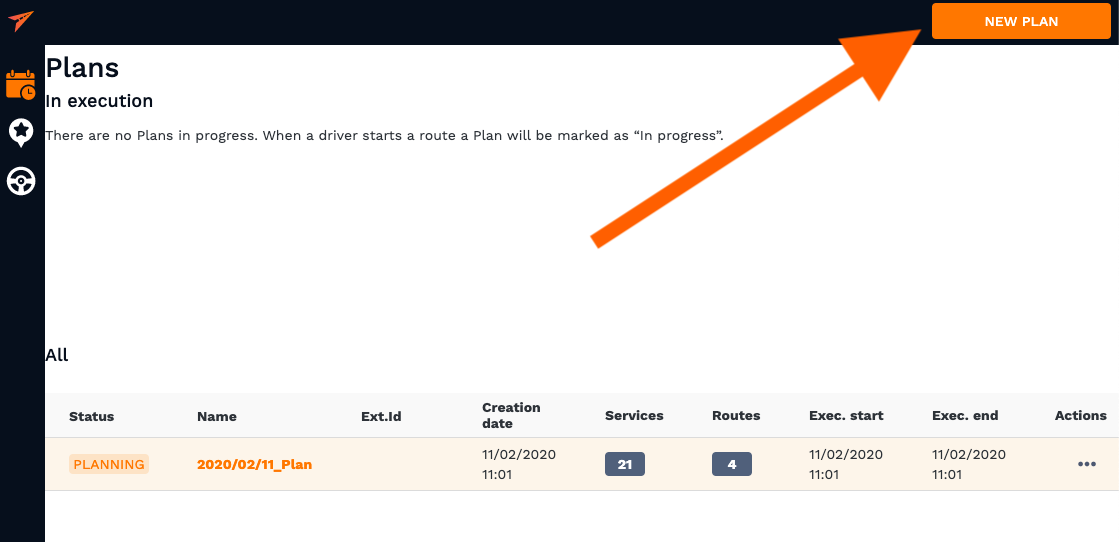 NEW PLAN
Plans
In execution
There are no Plans in progress. When a driver starts a route a Plan will be marked as “In progress”.
All
Status Name Ext.Id Creation date Services Routes Exec. start Exec. end Actions
PLANNING 2020/02/11_Plan 11/02/2020 11:01 21 4 11/02/2020 11:01 11/02/2020 11:01